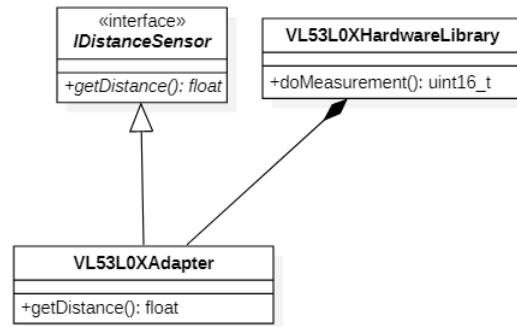 «interface»
IDistanceSensor
+getDistance(): float
VL53L0XHardwareLibrary
+doMeasurement(): uint16_t
VL53L0XAdapter
+getDistance(): float